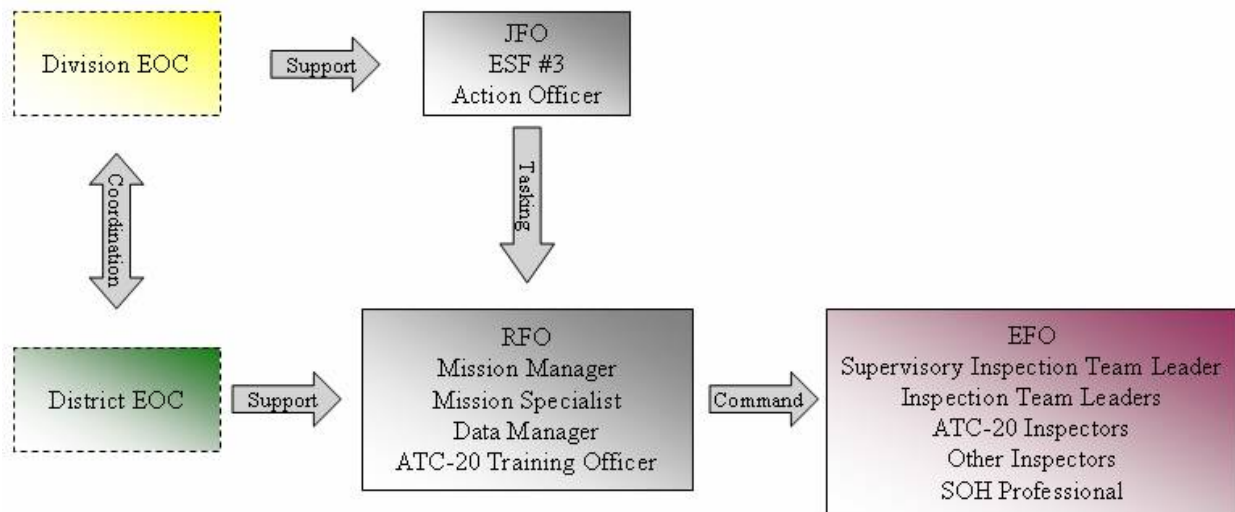 Division EOC
Support
JFO
ESF #3
Action Officer
Coordination
Tasking
District EOC
Support
RFO
Mission Manager
Mission Specialist
Data Manager
ATC-20 Training Officer
Command
EFO
Supervisory Inspection Team Leader
Inspection Team Leaders
ATC-20 Inspectors
Other Inspectors
SOH Professional